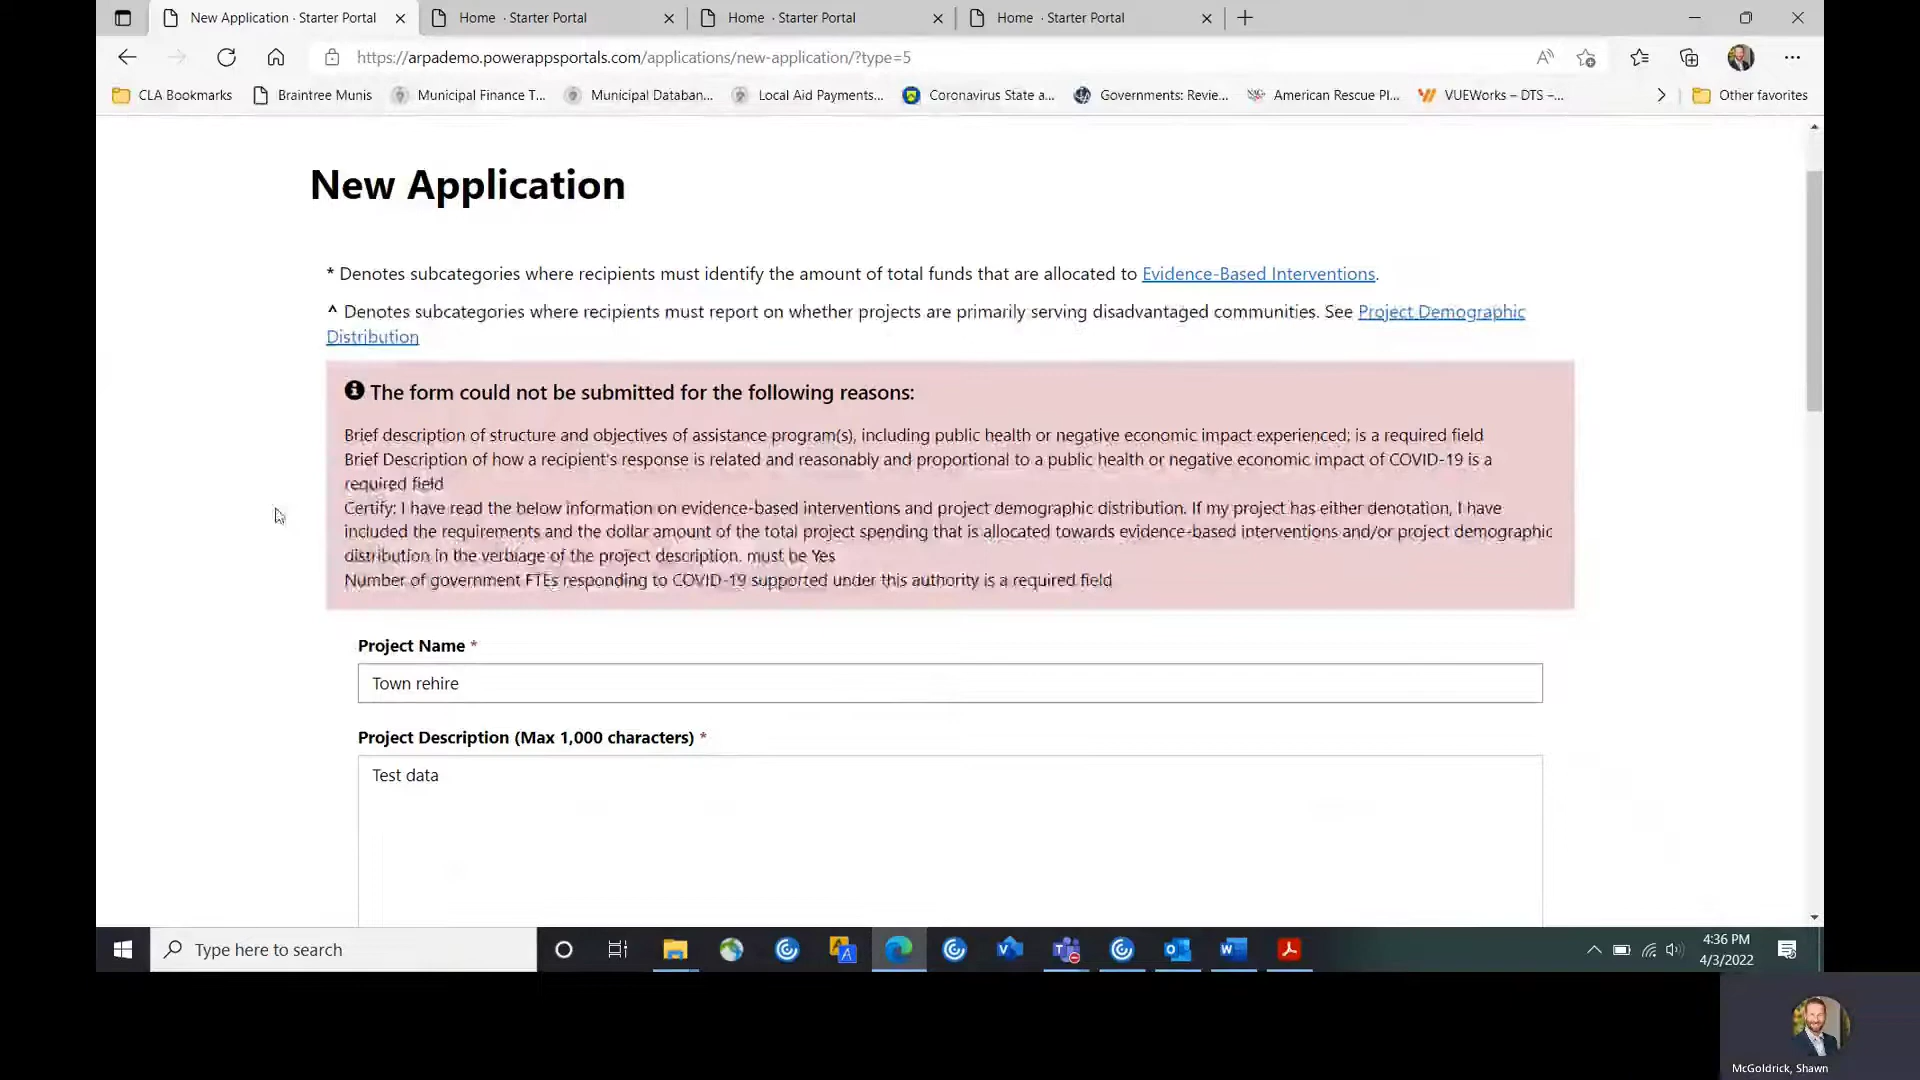 New Application · Starter Portal
Home · Starter Portal
Home · Starter Portal
Home · Starter Portal
https://arpademo.powerappsportals.com/applications/new-application/?type=5
CLA Bookmarks
Braintree Munis
Municipal Finance T...
Municipal Databan...
Local Aid Payments...
Coronavirus State a...
Governments: Revie...
American Rescue Pl...
VUEWorks – DTS –...
Other favorites
New Application
* Denotes subcategories where recipients must identify the amount of total funds that are allocated to Evidence-Based Interventions.
^ Denotes subcategories where recipients must report on whether projects are primarily serving disadvantaged communities. See Project Demographic
Distribution
The form could not be submitted for the following reasons:
Brief description of structure and objectives of assistance program(s), including public health or negative economic impact experienced; is a required field
Brief Description of how a recipient's response is related and reasonably and proportional to a public health or negative economic impact of COVID-19 is a
required field
Certify: I have read the below information on evidence-based interventions and project demographic distribution. If my project has either denotation, I have
included the requirements and the dollar amount of the total project spending that is allocated towards evidence-based interventions and/or project demographic
distribution in the verbiage of the project description. must be Yes
Number of government FTEs responding to COVID-19 supported under this authority is a required field
Project Name *
Town rehire
Project Description (Max 1,000 characters) *
Test data
Type here to search
4:36 PM
4/3/2022
McGoldrick, Shawn